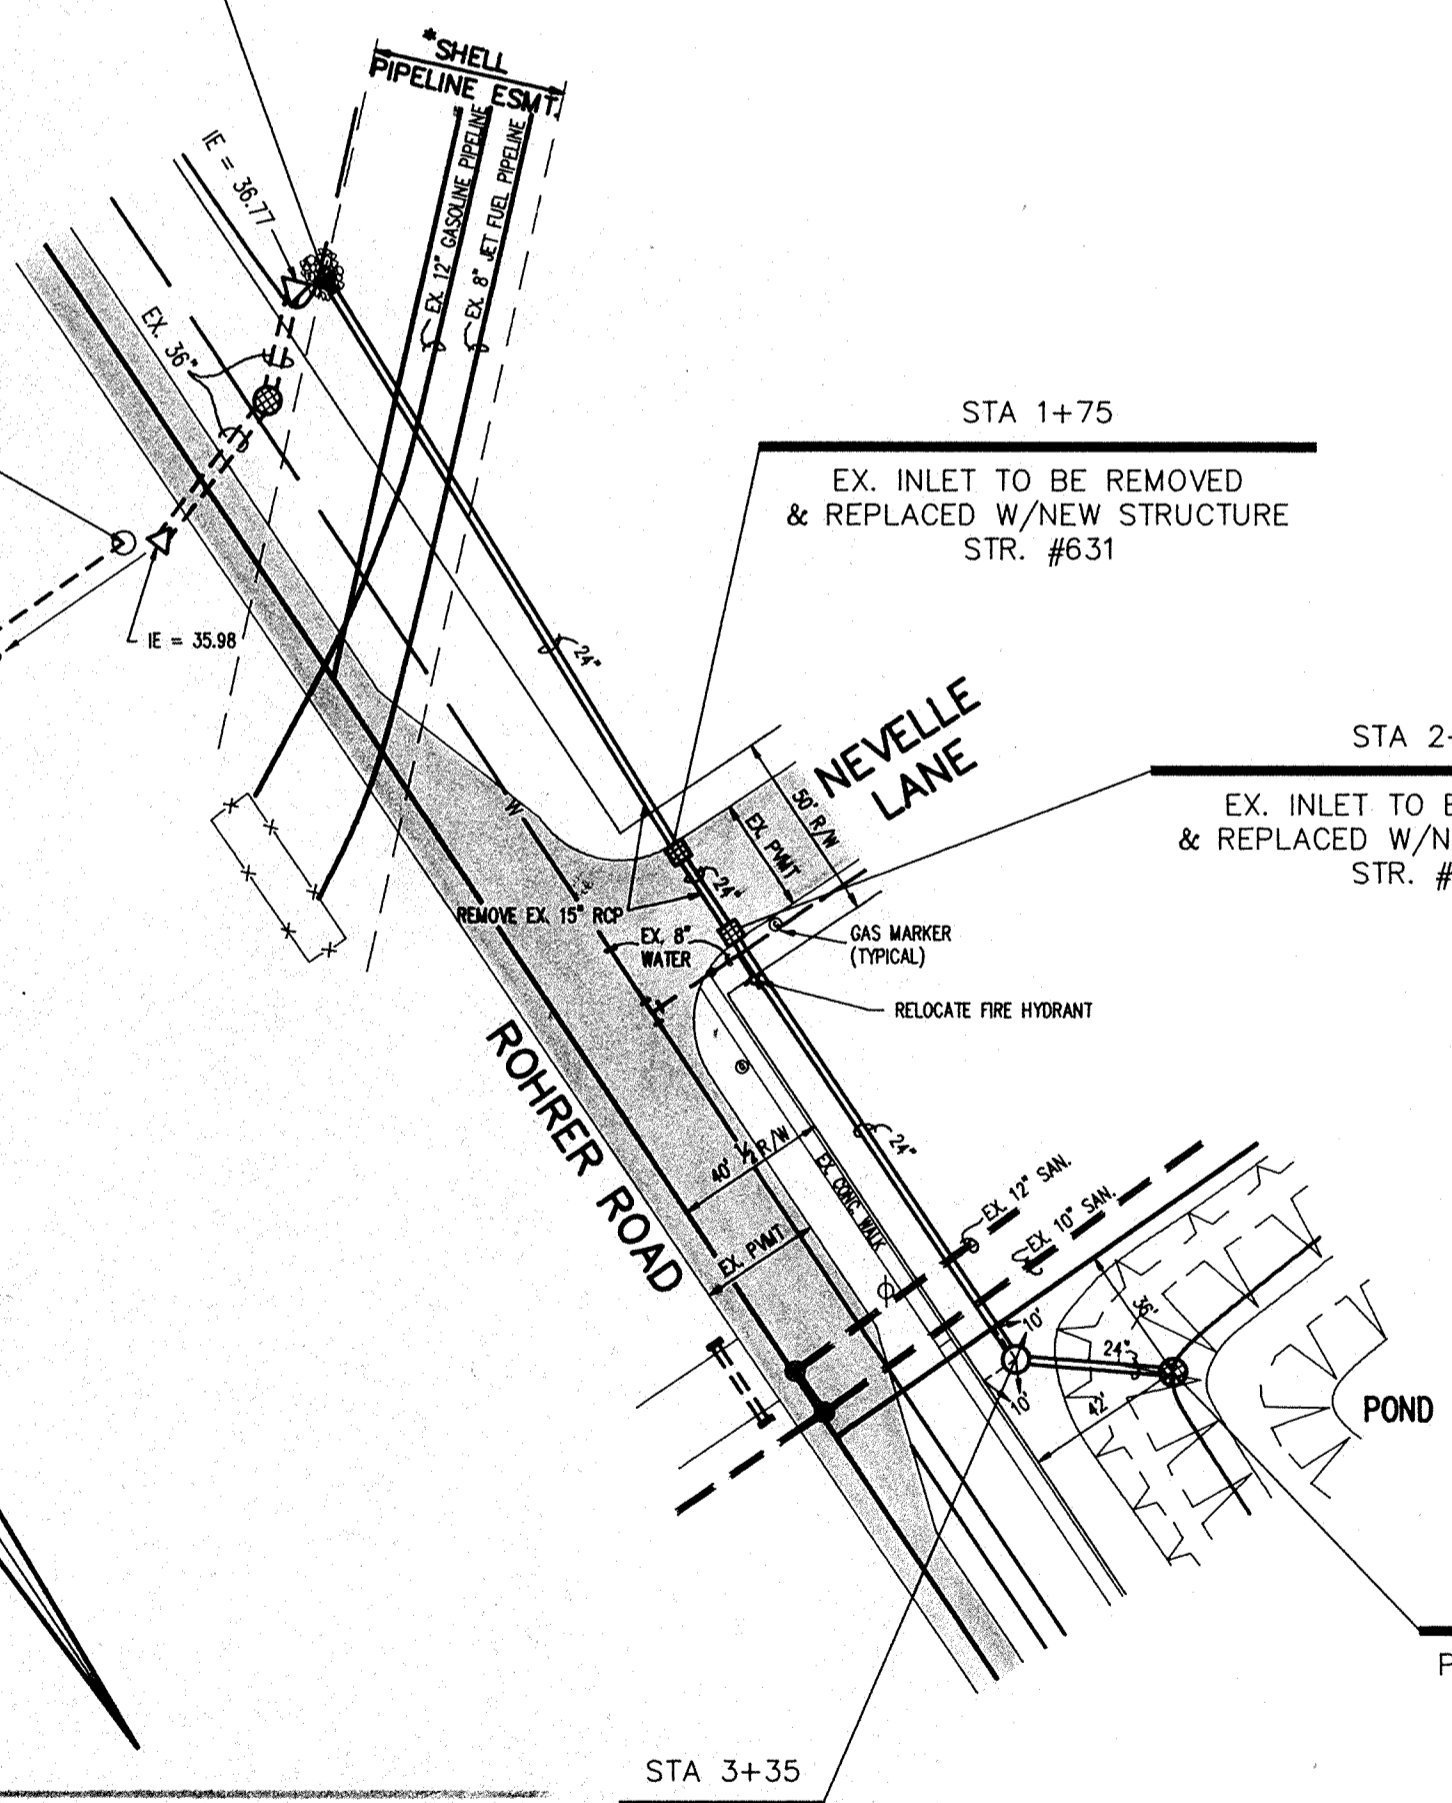 *SHELL
PIPELINE ESMT.
IE = 36.77
EX. 12" GASOLINE PIPELINE
EX. 8" JET FUEL PIPELINE
EX. 36"
STA 1+75
EX. INLET TO BE REMOVED
& REPLACED W/NEW STRUCTURE
STR. #631
IE = 35.98
24"
NEVELLE
LANE
STA 2+
EX. INLET TO
& REPLACED W/N
STR. #
50' R/W
EX. PVMT
W
24"
REMOVE EX. 15" RCP
EX. 8"
WATER
GAS MARKER
(TYPICAL)
RELOCATE FIRE HYDRANT
ROHRER ROAD
40' ½ R/W
EX. CONC. WALK
24"
EX. 12" SAN.
EX. 10" SAN.
EX. PVMT
10'
36'
24"
10'
42'
POND
P
STA 3+35